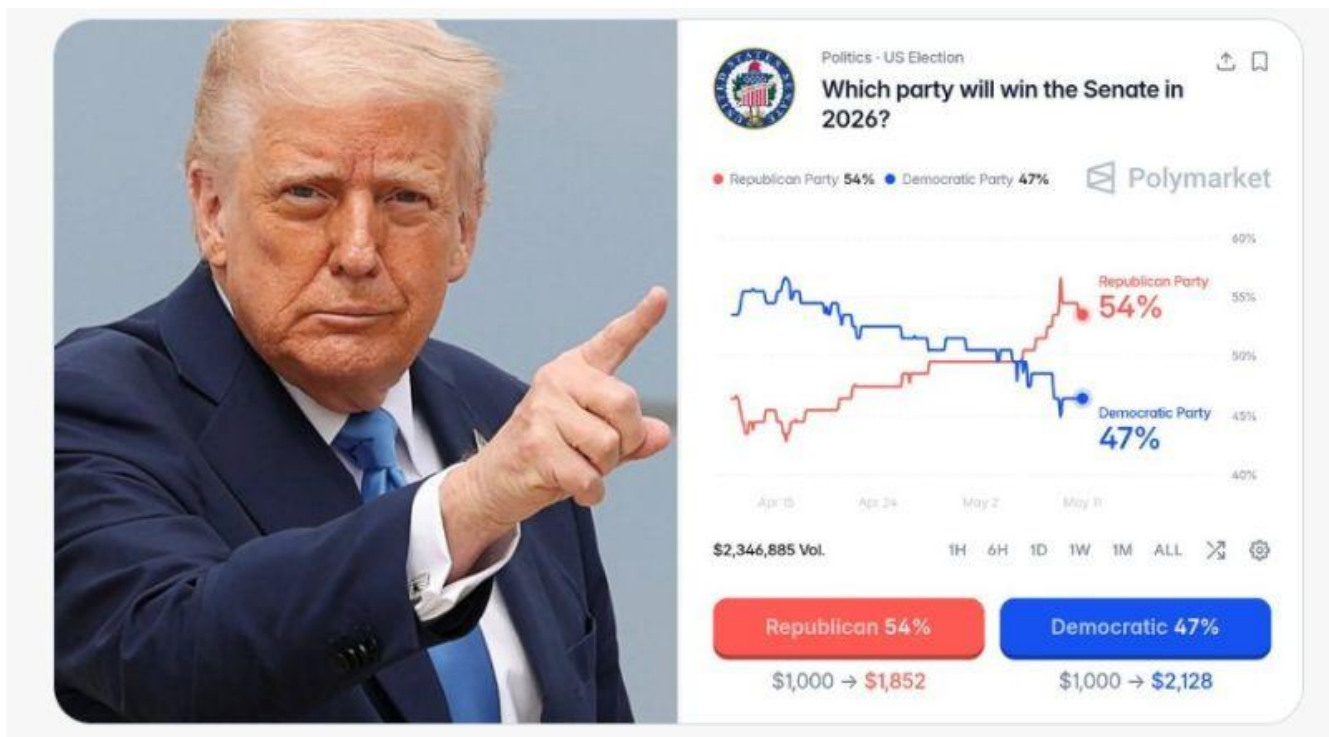 UNITED STATES SENATE
Politics · US Election
Which party will win the Senate in
2026?
Republican Party 54% Democratic Party 47%
Polymarket
60%
Republican Party
54%
55%
50%
Democratic Party
47%
45%
40%
Apr 15 Apr 24 May 2 May 11
$2,346,885 Vol. 1H 6H 1D 1W 1M ALL
Republican 54% Democratic 47%
$1,000 → $1,852 $1,000 → $2,128